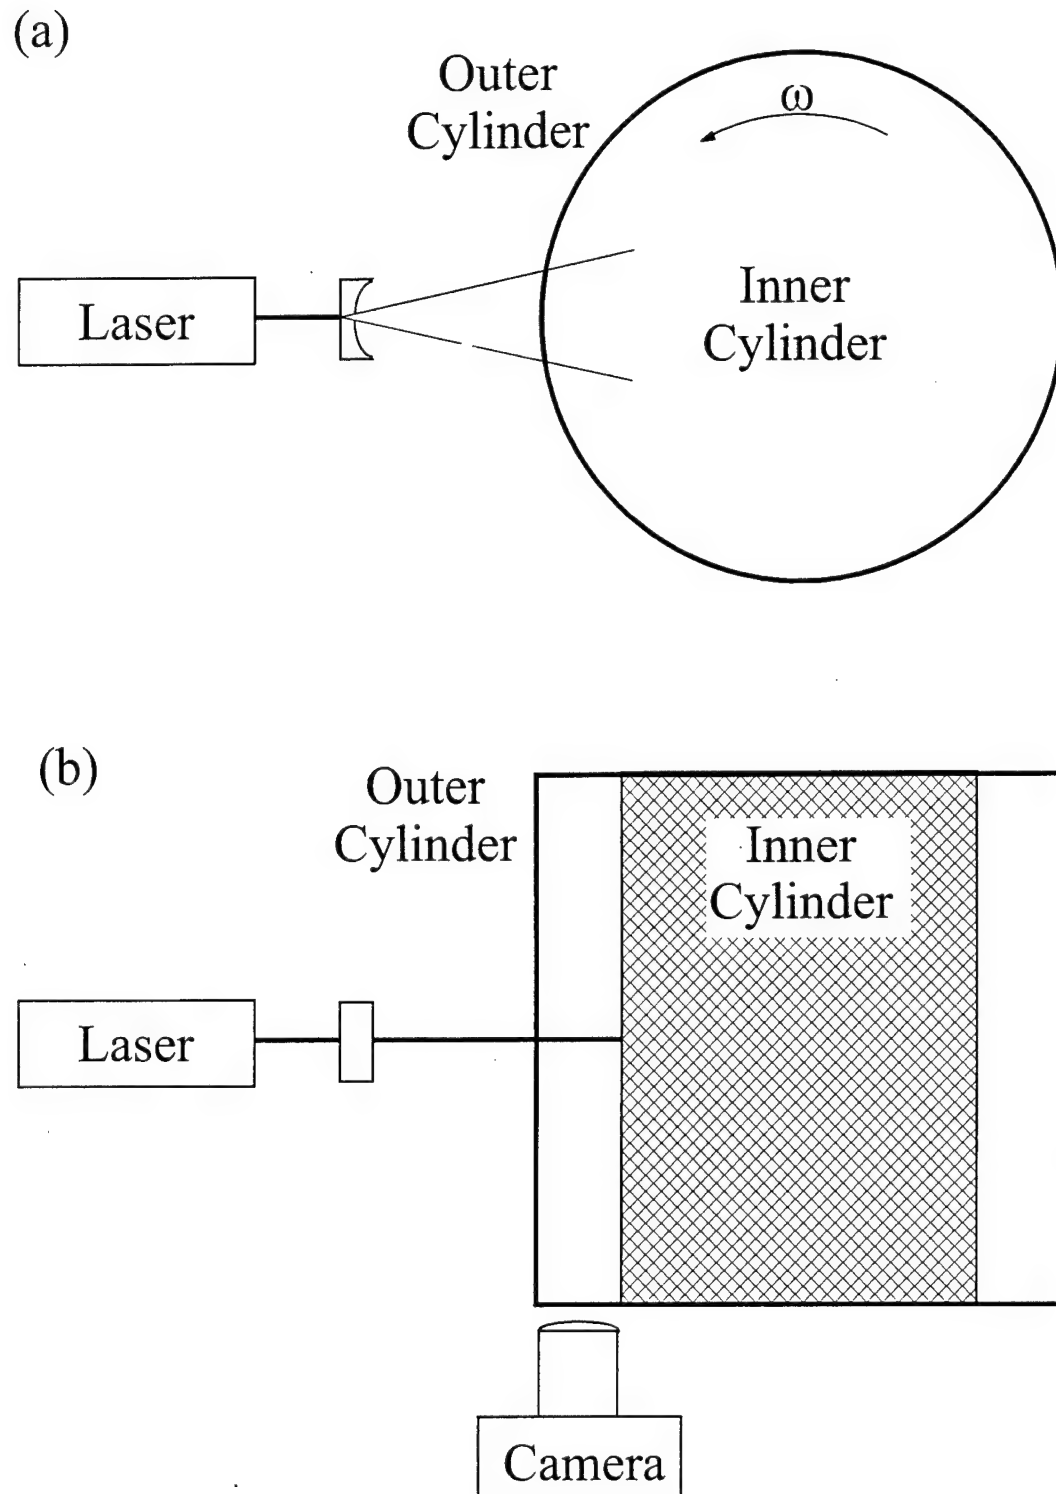 (a)
Outer
Cylinder
ω
Laser
Inner
Cylinder
(b)
Outer
Cylinder
Inner
Cylinder
Laser
Camera